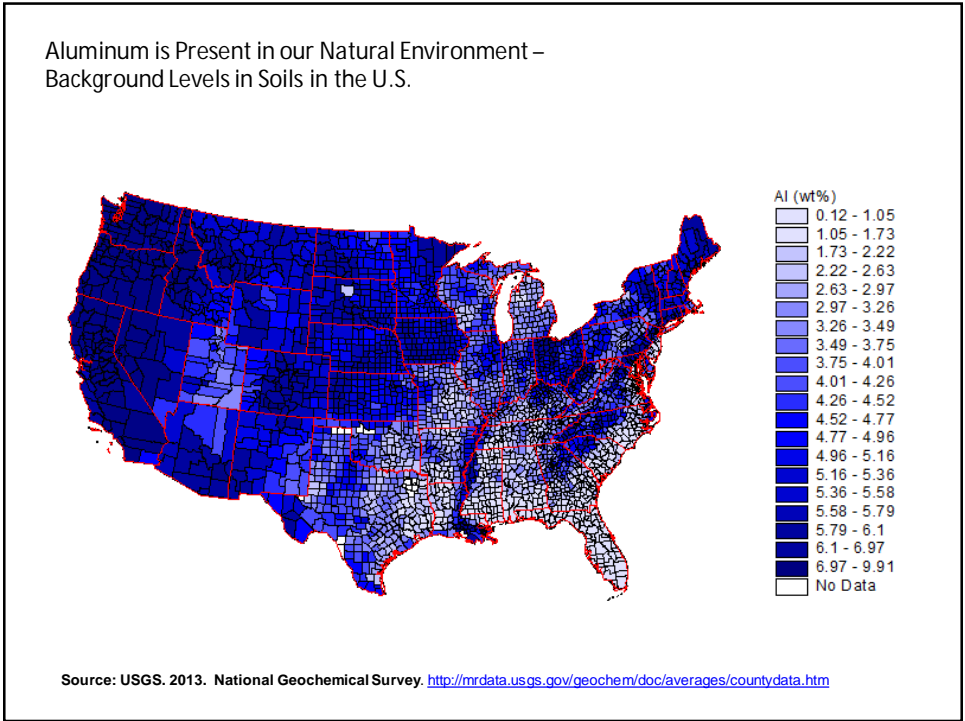 Aluminum is Present in our Natural Environment –
Background Levels in Soils in the U.S.
Al (wt%)
0.12 - 1.05
1.05 - 1.73
1.73 - 2.22
2.22 - 2.63
2.63 - 2.97
2.97 - 3.26
3.26 - 3.49
3.49 - 3.75
3.75 - 4.01
4.01 - 4.26
4.26 - 4.52
4.52 - 4.77
4.77 - 4.96
4.96 - 5.16
5.16 - 5.36
5.36 - 5.58
5.58 - 5.79
5.79 - 6.1
6.1 - 6.97
6.97 - 9.91
No Data
Source: USGS. 2013. National Geochemical Survey. http://mrdata.usgs.gov/geochem/doc/averages/countydata.htm